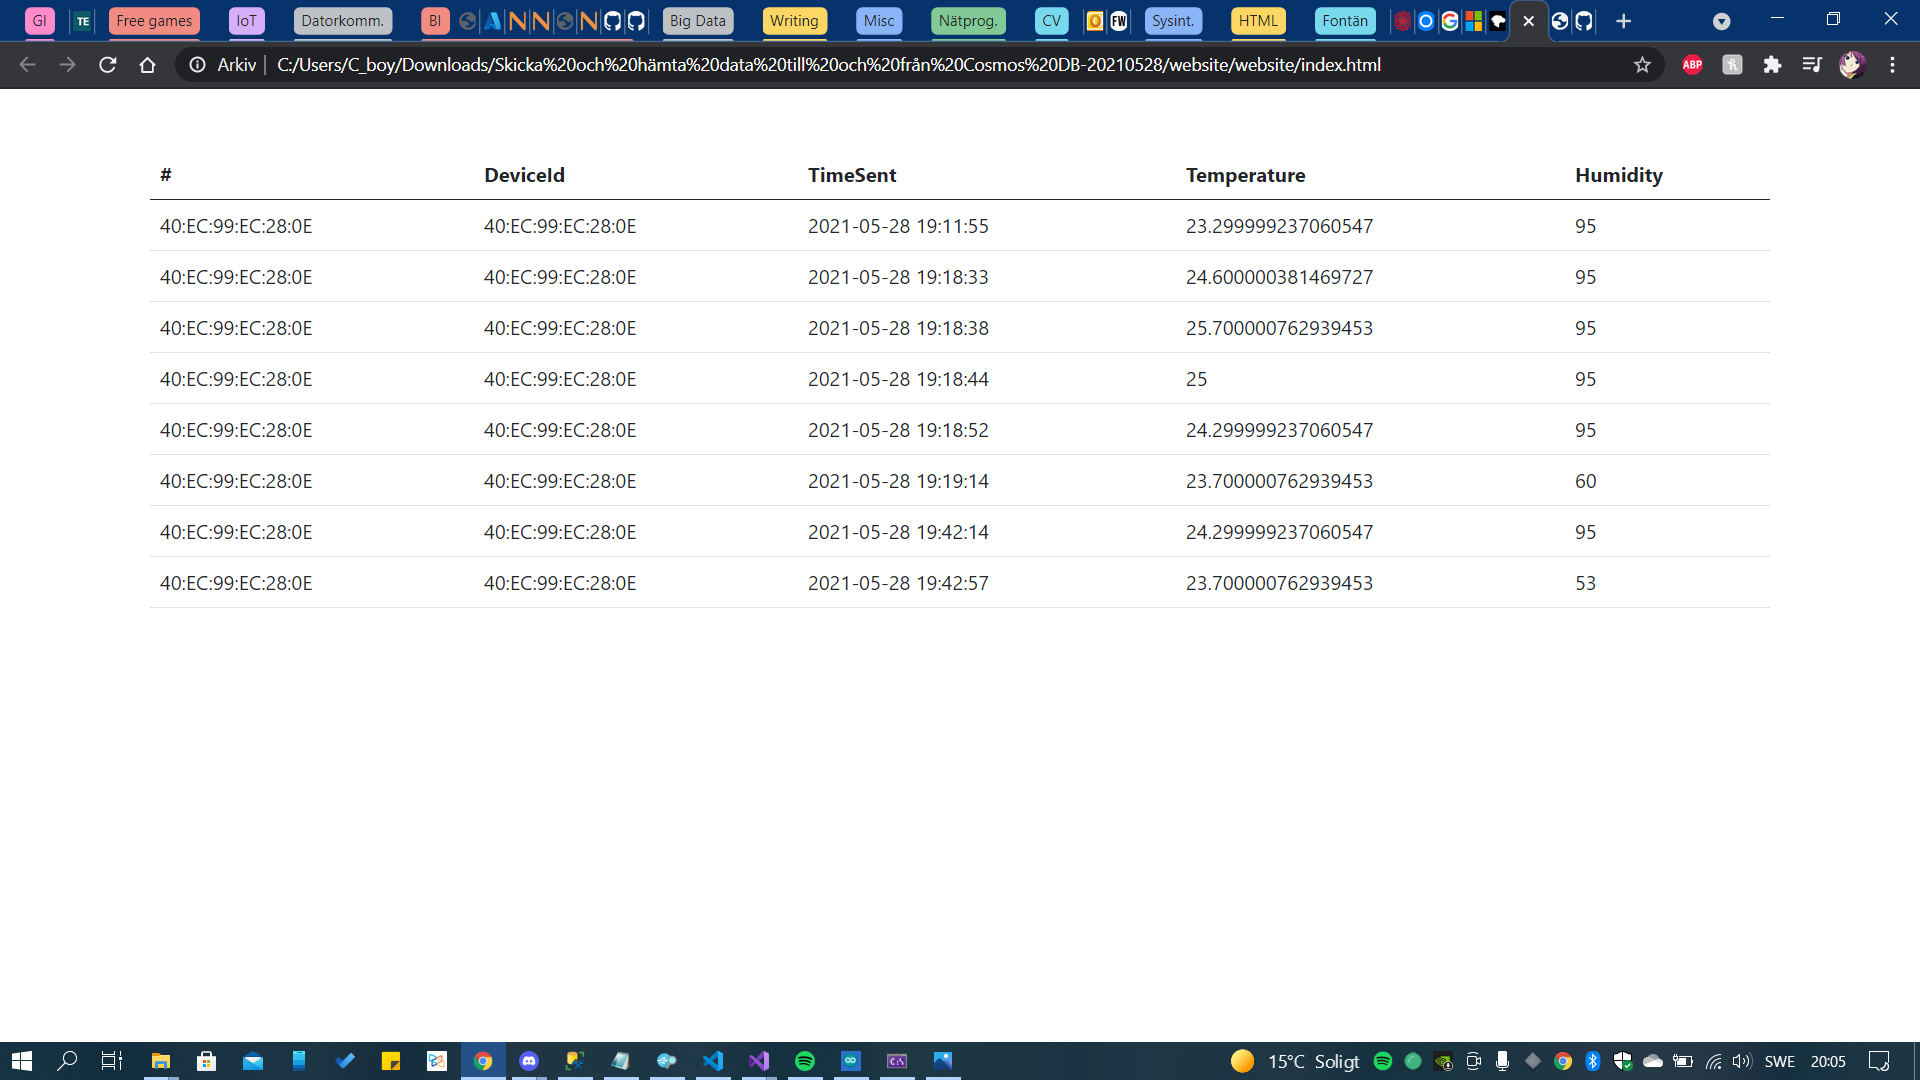 GI TE Free games IoT Datorkomm. BI Big Data Writing Misc Nätprog. CV FW Sysint. HTML Fontän
Arkiv C:/Users/C_boy/Downloads/Skicka%20och%20hämta%20data%20till%20och%20från%20Cosmos%20DB-20210528/website/website/index.html ABP
# DeviceId TimeSent Temperature Humidity
40:EC:99:EC:28:0E 40:EC:99:EC:28:0E 2021-05-28 19:11:55 23.299999237060547 95
40:EC:99:EC:28:0E 40:EC:99:EC:28:0E 2021-05-28 19:18:33 24.600000381469727 95
40:EC:99:EC:28:0E 40:EC:99:EC:28:0E 2021-05-28 19:18:38 25.700000762939453 95
40:EC:99:EC:28:0E 40:EC:99:EC:28:0E 2021-05-28 19:18:44 25 95
40:EC:99:EC:28:0E 40:EC:99:EC:28:0E 2021-05-28 19:18:52 24.299999237060547 95
40:EC:99:EC:28:0E 40:EC:99:EC:28:0E 2021-05-28 19:19:14 23.700000762939453 60
40:EC:99:EC:28:0E 40:EC:99:EC:28:0E 2021-05-28 19:42:14 24.299999237060547 95
40:EC:99:EC:28:0E 40:EC:99:EC:28:0E 2021-05-28 19:42:57 23.700000762939453 53
15°C Soligt SWE 20:05